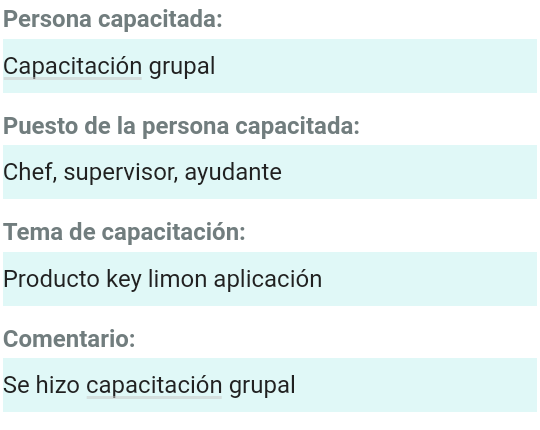 Persona capacitada:
Capacitación grupal
Puesto de la persona capacitada:
Chef, supervisor, ayudante
Tema de capacitación:
Producto key limon aplicación
Comentario:
Se hizo capacitación grupal